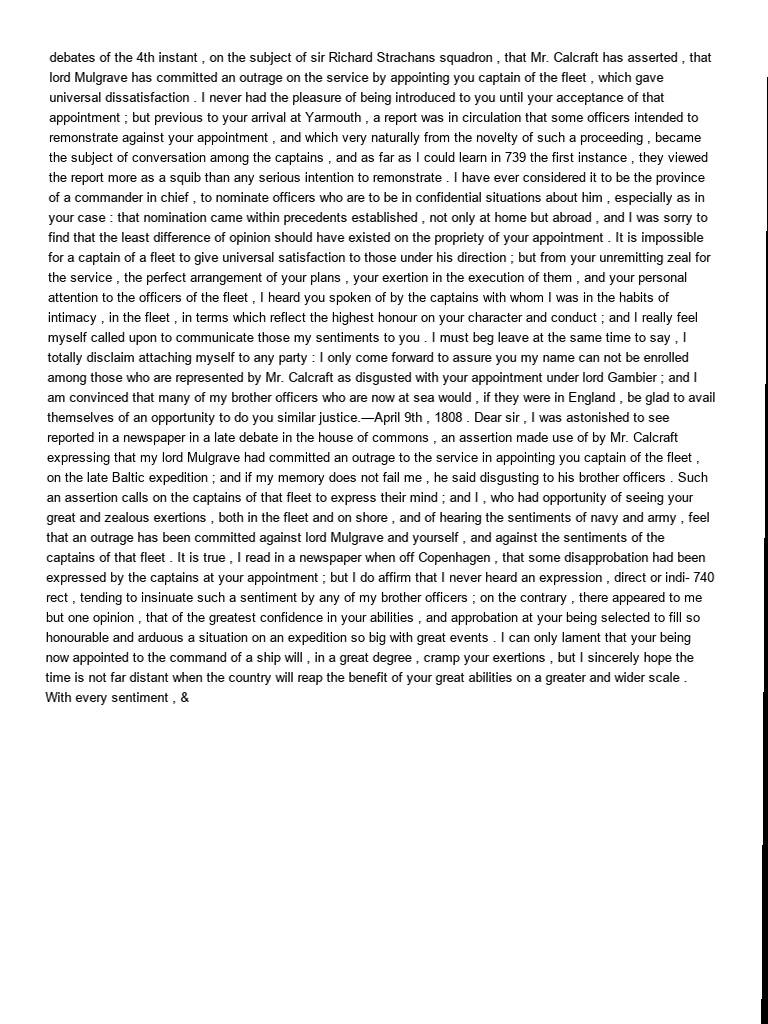 debates of the 4th instant , on the subject of sir Richard Strachans squadron , that Mr. Calcraft has asserted , that
lord Mulgrave has committed an outrage on the service by appointing you captain of the fleet , which gave
universal dissatisfaction . I never had the pleasure of being introduced to you until your acceptance of that
appointment ; but previous to your arrival at Yarmouth , a report was in circulation that some officers intended to
remonstrate against your appointment , and which very naturally from the novelty of such a proceeding , became
the subject of conversation among the captains , and as far as I could learn in 739 the first instance , they viewed
the report more as a squib than any serious intention to remonstrate . I have ever considered it to be the province
of a commander in chief , to nominate officers who are to be in confidential situations about him , especially as in
your case : that nomination came within precedents established , not only at home but abroad , and I was sorry to
find that the least difference of opinion should have existed on the propriety of your appointment . It is impossible
for a captain of a fleet to give universal satisfaction to those under his direction ; but from your unremitting zeal for
the service , the perfect arrangement of your plans , your exertion in the execution of them , and your personal
attention to the officers of the fleet , I heard you spoken of by the captains with whom I was in the habits of
intimacy , in the fleet , in terms which reflect the highest honour on your character and conduct ; and I really feel
myself called upon to communicate those my sentiments to you . I must beg leave at the same time to say , I
totally disclaim attaching myself to any party : I only come forward to assure you my name can not be enrolled
among those who are represented by Mr. Calcraft as disgusted with your appointment under lord Gambier ; and I
am convinced that many of my brother officers who are now at sea would , if they were in England , be glad to avail
themselves of an opportunity to do you similar justice.—April 9th , 1808 . Dear sir , I was astonished to see
reported in a newspaper in a late debate in the house of commons , an assertion made use of by Mr. Calcraft
expressing that my lord Mulgrave had committed an outrage to the service in appointing you captain of the fleet ,
on the late Baltic expedition ; and if my memory does not fail me , he said disgusting to his brother officers . Such
an assertion calls on the captains of that fleet to express their mind ; and I , who had opportunity of seeing your
great and zealous exertions , both in the fleet and on shore , and of hearing the sentiments of navy and army , feel
that an outrage has been committed against lord Mulgrave and yourself , and against the sentiments of the
captains of that fleet . It is true , I read in a newspaper when off Copenhagen , that some disapprobation had been
expressed by the captains at your appointment ; but I do affirm that I never heard an expression , direct or indi- 740
rect , tending to insinuate such a sentiment by any of my brother officers ; on the contrary , there appeared to me
but one opinion , that of the greatest confidence in your abilities , and approbation at your being selected to fill so
honourable and arduous a situation on an expedition so big with great events . I can only lament that your being
now appointed to the command of a ship will , in a great degree , cramp your exertions , but I sincerely hope the
time is not far distant when the country will reap the benefit of your great abilities on a greater and wider scale .
With every sentiment , &